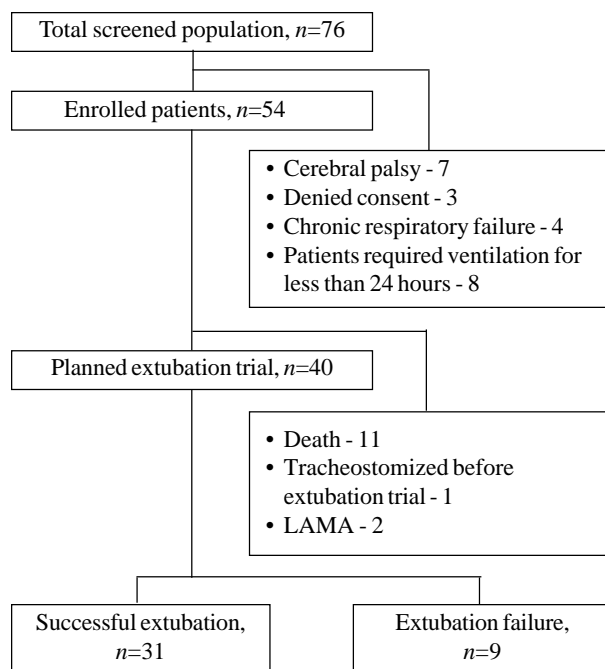 Total screened population, n=76
Enrolled patients, n=54
• Cerebral palsy - 7
• Denied consent - 3
• Chronic respiratory failure - 4
• Patients required ventilation for
less than 24 hours - 8
Planned extubation trial, n=40
• Death - 11
• Tracheostomized before
extubation trial - 1
• LAMA - 2
Successful extubation,
n=31
Extubation failure,
n=9